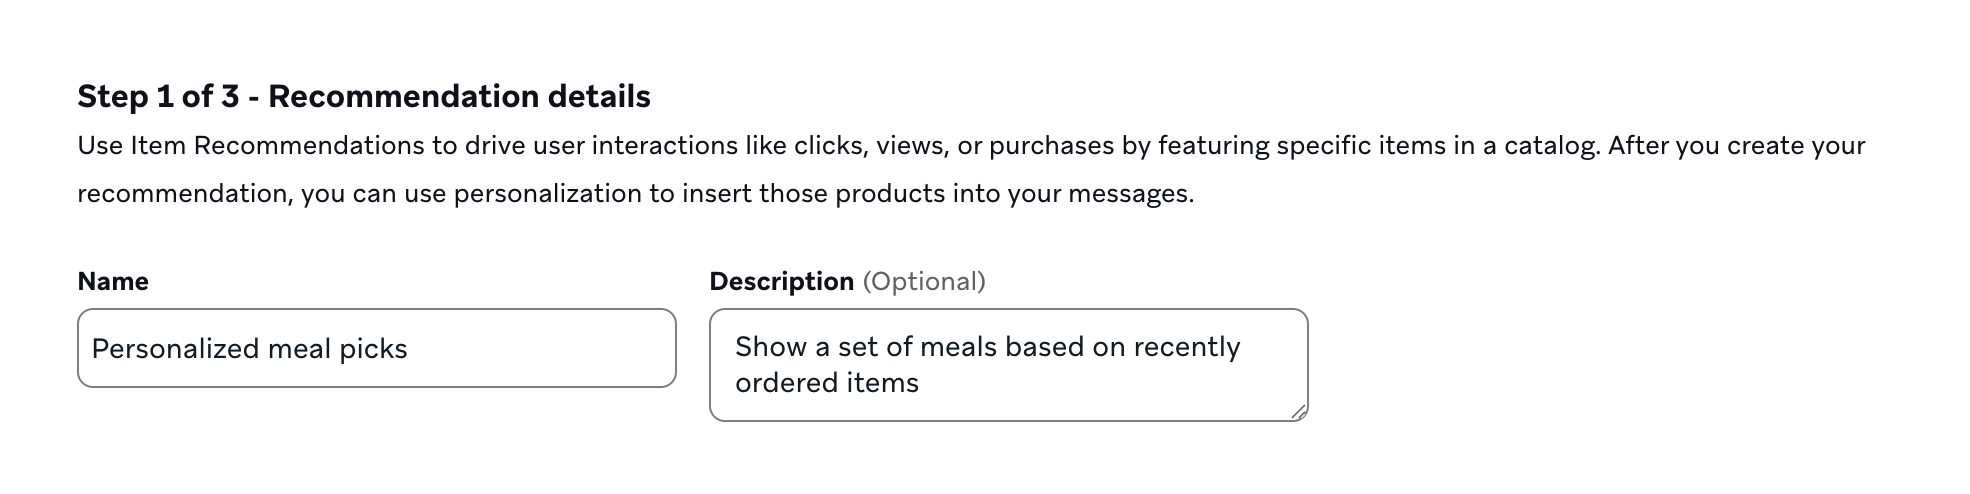 Step 1 of 3 - Recommendation details
Use Item Recommendations to drive user interactions like clicks, views, or purchases by featuring specific items in a catalog. After you create your
recommendation, you can use personalization to insert those products into your messages.
Name
Description (Optional)
Personalized meal picks
Show a set of meals based on recently
ordered items